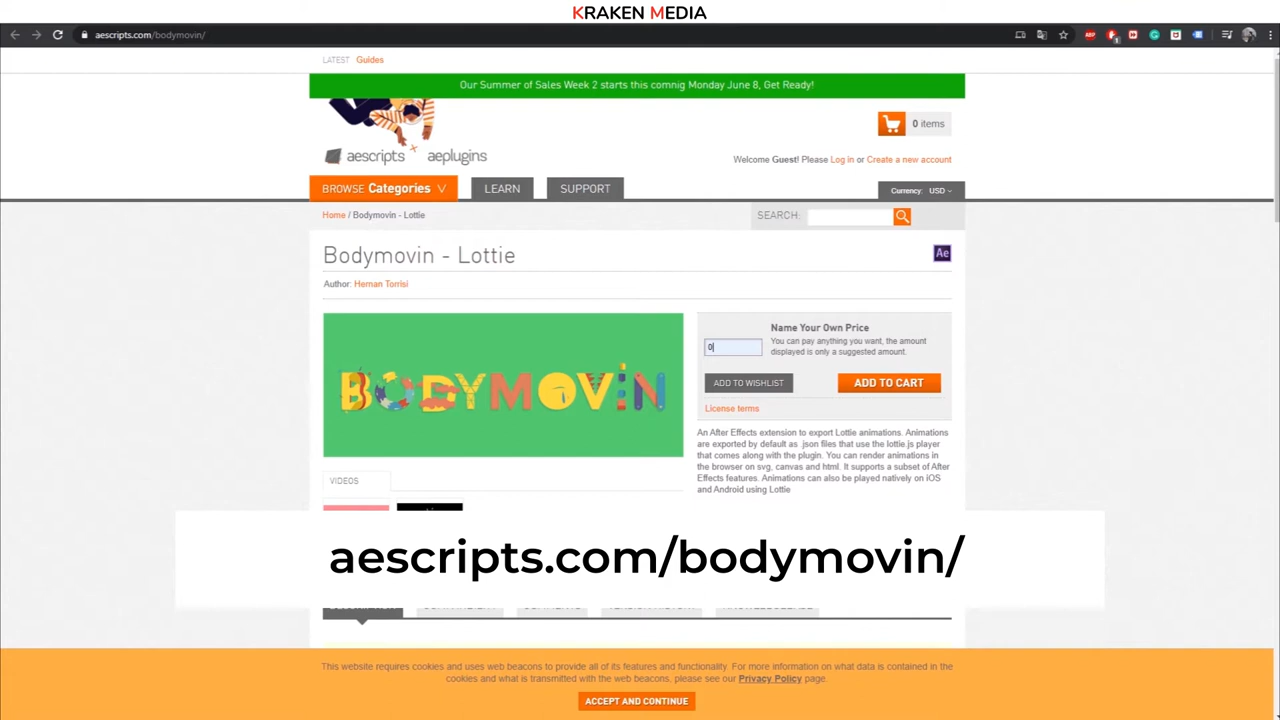 KRAKEN MEDIA
aescripts.com/bodymovin/
LATEST Guides
Our Summer of Sales Week 2 starts this comnig Monday June 8, Get Ready!
0 items
aescripts + aeplugins
Welcome Guest! Please Log in or Create a new account
BROWSE Categories V
LEARN
SUPPORT
Currency: USD
Home / Bodymovin - Lottie
SEARCH:
Bodymovin - Lottie
Ae
Author: Hernan Torrisi
BODYMOVIN
Name Your Own Price
0
You can pay anything you want, the amount
displayed is only a suggested amount.
ADD TO WISHLIST
ADD TO CART
License terms
An After Effects extension to export Lottie animations. Animations
are exported by default as .json files that use the lottie.js player
that comes along with the plugin. You can render animations in
the browser on svg, canvas and html. It supports a subset of After
Effects features. Animations can also be played natively on iOS
and Android using Lottie
VIDEOS
aescripts.com/bodymovin/
This website requires cookies and uses web beacons to provide all of its features and functionality. For more information on what data is contained in the
cookies and what is transmitted with the web beacons, please see our Privacy Policy page.
ACCEPT AND CONTINUE